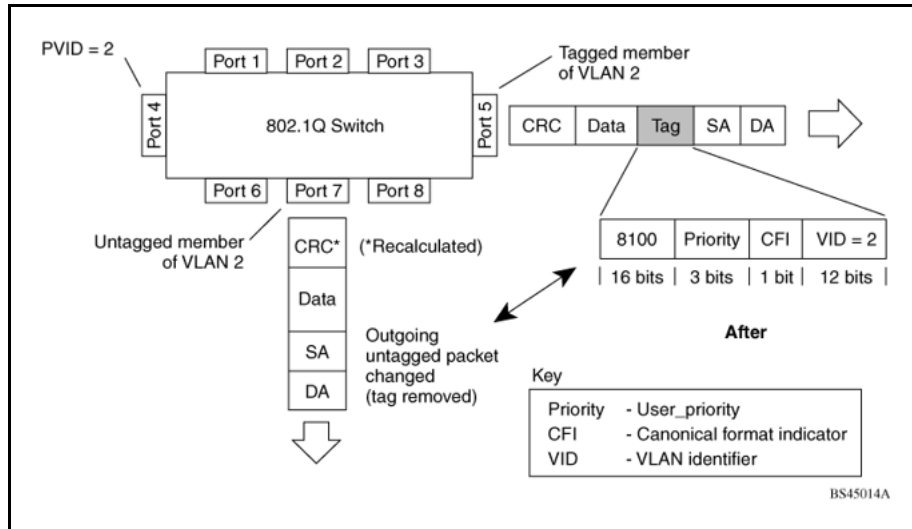 PVID = 2
Port 1
Port 2
Port 3
Tagged member
of VLAN 2
Port 4
802.1Q Switch
Port 5
CRC
Data
Tag
SA
DA
Port 6
Port 7
Port 8
Untagged member
of VLAN 2
CRC*
(*Recalculated)
8100
Priority
CFI
VID = 2
16 bits
3 bits
1 bit
12 bits
Data
SA
DA
Outgoing
untagged packet
changed
(tag removed)
After
Key
Priority - User_priority
CFI - Canonical format indicator
VID - VLAN identifier
BS45014A